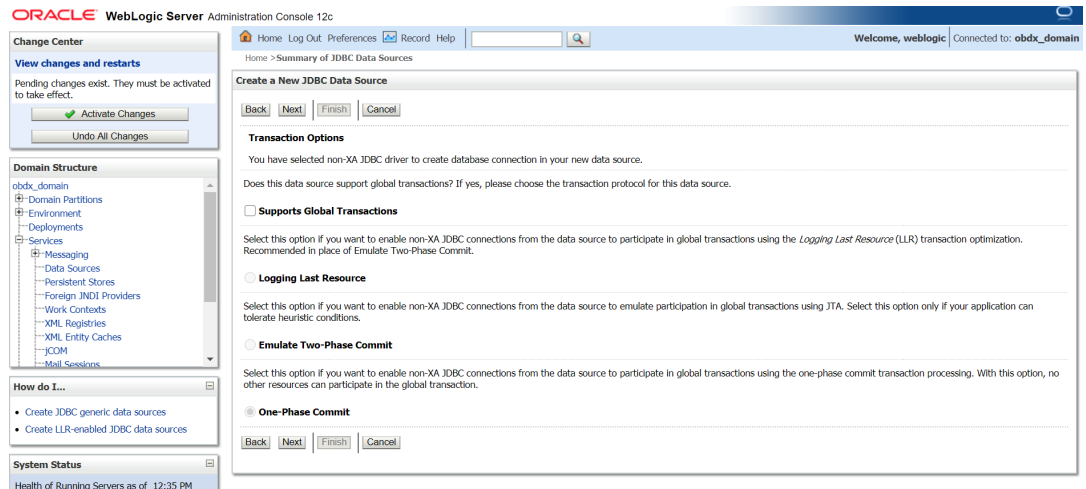 ORACLE WebLogic Server Administration Console 12c
Change Center
View changes and restarts
Pending changes exist. They must be activated
to take effect.
Activate Changes
Undo All Changes
Domain Structure
obdx_domain
Domain Partitions
Environment
Deployments
Services
Messaging
Data Sources
Persistent Stores
Foreign JNDI Providers
Work Contexts
XML Registries
XML Entity Caches
jCOM
Mail Sessions
How do I...
Create JDBC generic data sources
Create LLR-enabled JDBC data sources
System Status
Health of Running Servers as of 12:35 PM
Home Log Out Preferences Record Help
Welcome, weblogic Connected to: obdx_domain
Home >Summary of JDBC Data Sources
Create a New JDBC Data Source
Back Next Finish Cancel
Transaction Options
You have selected non-XA JDBC driver to create database connection in your new data source.
Does this data source support global transactions? If yes, please choose the transaction protocol for this data source.
Supports Global Transactions
Select this option if you want to enable non-XA JDBC connections from the data source to participate in global transactions using the Logging Last Resource (LLR) transaction optimization.
Recommended in place of Emulate Two-Phase Commit.
Logging Last Resource
Select this option if you want to enable non-XA JDBC connections from the data source to emulate participation in global transactions using JTA. Select this option only if your application can
tolerate heuristic conditions.
Emulate Two-Phase Commit
Select this option if you want to enable non-XA JDBC connections from the data source to participate in global transactions using the one-phase commit transaction processing. With this option, no
other resources can participate in the global transaction.
One-Phase Commit
Back Next Finish Cancel